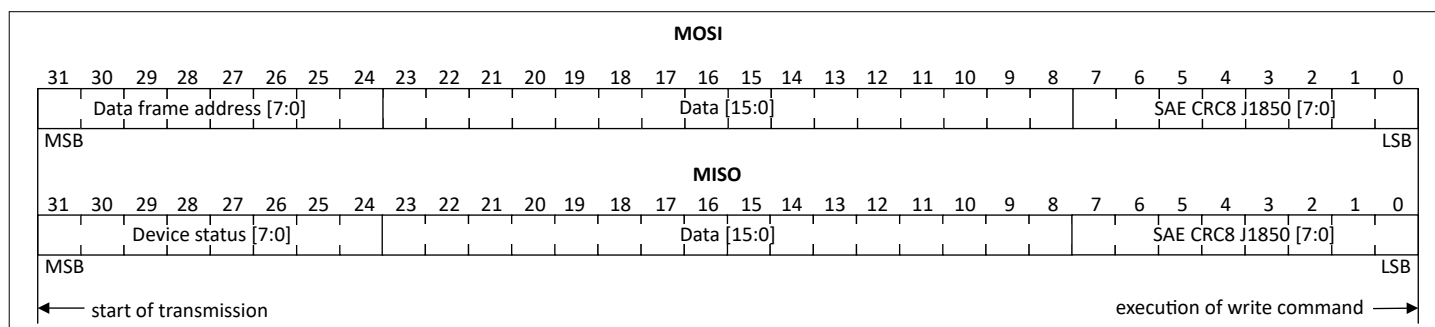 MOSI
31 30 29 28 27 26 25 24 23 22 21 20 19 18 17 16 15 14 13 12 11 10 9 8 7 6 5 4 3 2 1 0
Data frame address [7:0] Data [15:0] SAE CRC8 J1850 [7:0]
MSB LSB
MISO
31 30 29 28 27 26 25 24 23 22 21 20 19 18 17 16 15 14 13 12 11 10 9 8 7 6 5 4 3 2 1 0
Device status [7:0] Data [15:0] SAE CRC8 J1850 [7:0]
MSB LSB
start of transmission execution of write command